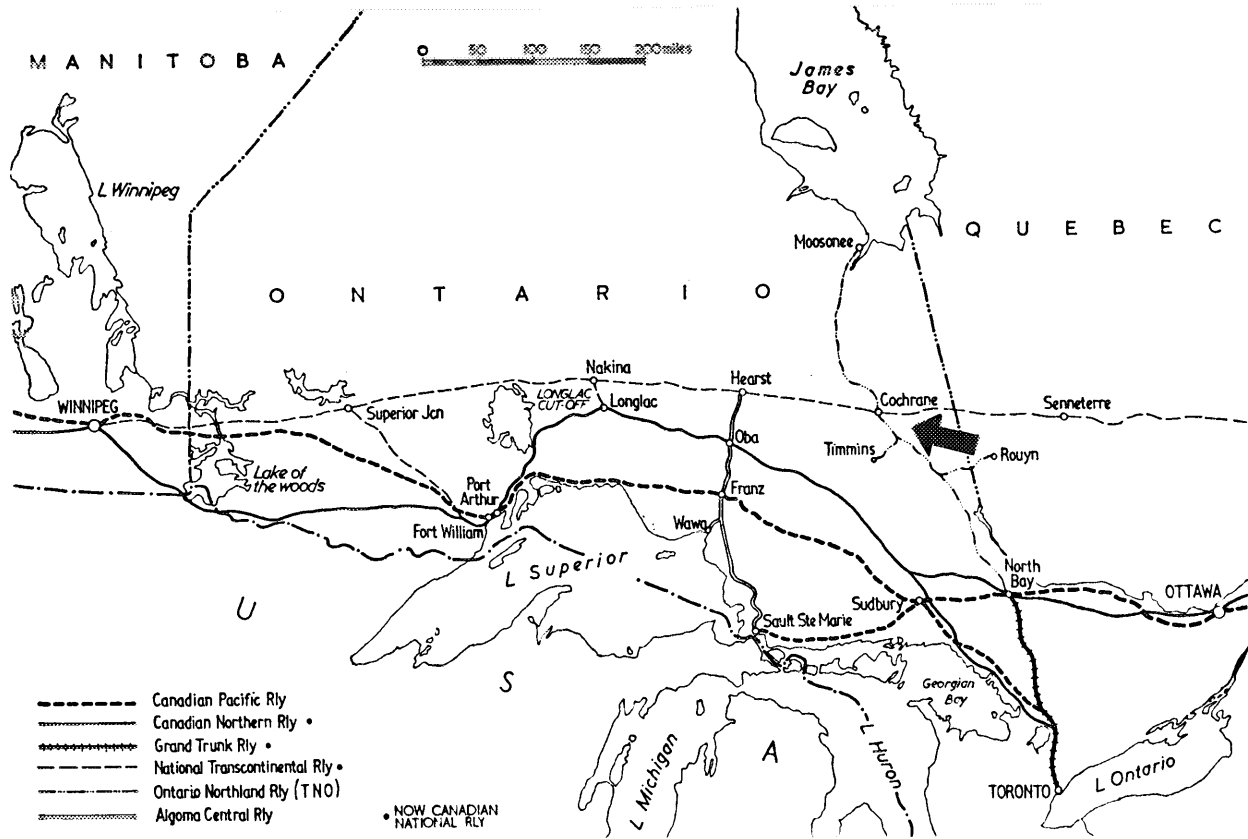 MANITOBA
0 50 100 150 200 miles
James
Bay
L Winnipeg
QUEBEC
Moosonee
ONTARIO
Nakina
Hearst
LONGLAC
CUT-OFF
Longlac
WINNIPEG
Superior Jcn
Cochrane
Senneterre
Oba
Timmins
Rouyn
Lake of
the woods
Port
Arthur
Franz
Fort William
Wawa
L Superior
North
Bay
OTTAWA
Sudbury
Sault Ste Marie
U S A
Georgian
Bay
L Michigan
L Huron
L Ontario
TORONTO
Canadian Pacific Rly
Canadian Northern Rly •
Grand Trunk Rly •
National Transcontinental Rly •
Ontario Northland Rly (TNO)
Algoma Central Rly
• NOW CANADIAN
NATIONAL RLY